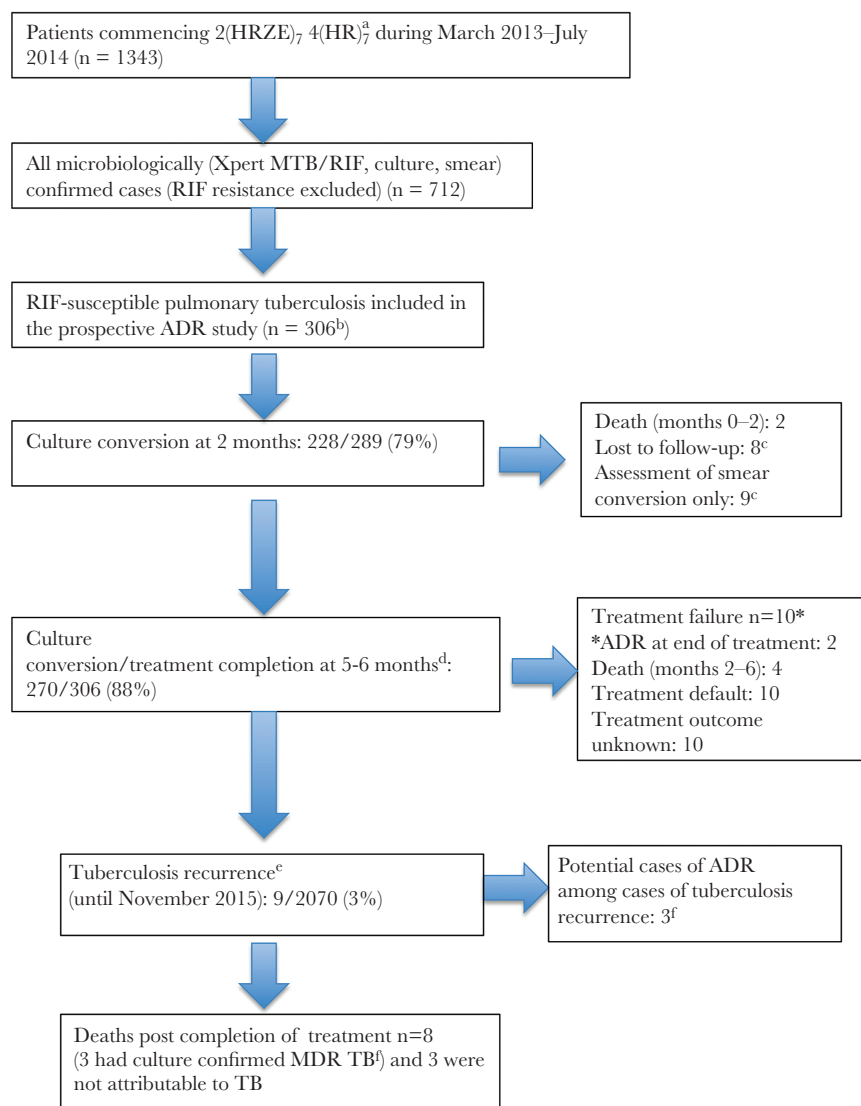 Patients commencing 2(HRZE)₇ 4(HR)₇ᵃ during March 2013–July
2014 (n = 1343)
All microbiologically (Xpert MTB/RIF, culture, smear)
confirmed cases (RIF resistance excluded) (n = 712)
RIF-susceptible pulmonary tuberculosis included in
the prospective ADR study (n = 306ᵇ)
Culture conversion at 2 months: 228/289 (79%)
Death (months 0–2): 2
Lost to follow-up: 8ᶜ
Assessment of smear
conversion only: 9ᶜ
Culture
conversion/treatment completion at 5-6 monthsᵈ:
270/306 (88%)
Treatment failure n=10*
*ADR at end of treatment: 2
Death (months 2–6): 4
Treatment default: 10
Treatment outcome
unknown: 10
Tuberculosis recurrenceᵉ
(until November 2015): 9/2070 (3%)
Potential cases of ADR
among cases of tuberculosis
recurrence: 3ᶠ
Deaths post completion of treatment n=8
(3 had culture confirmed MDR TBᶠ) and 3 were
not attributable to TB